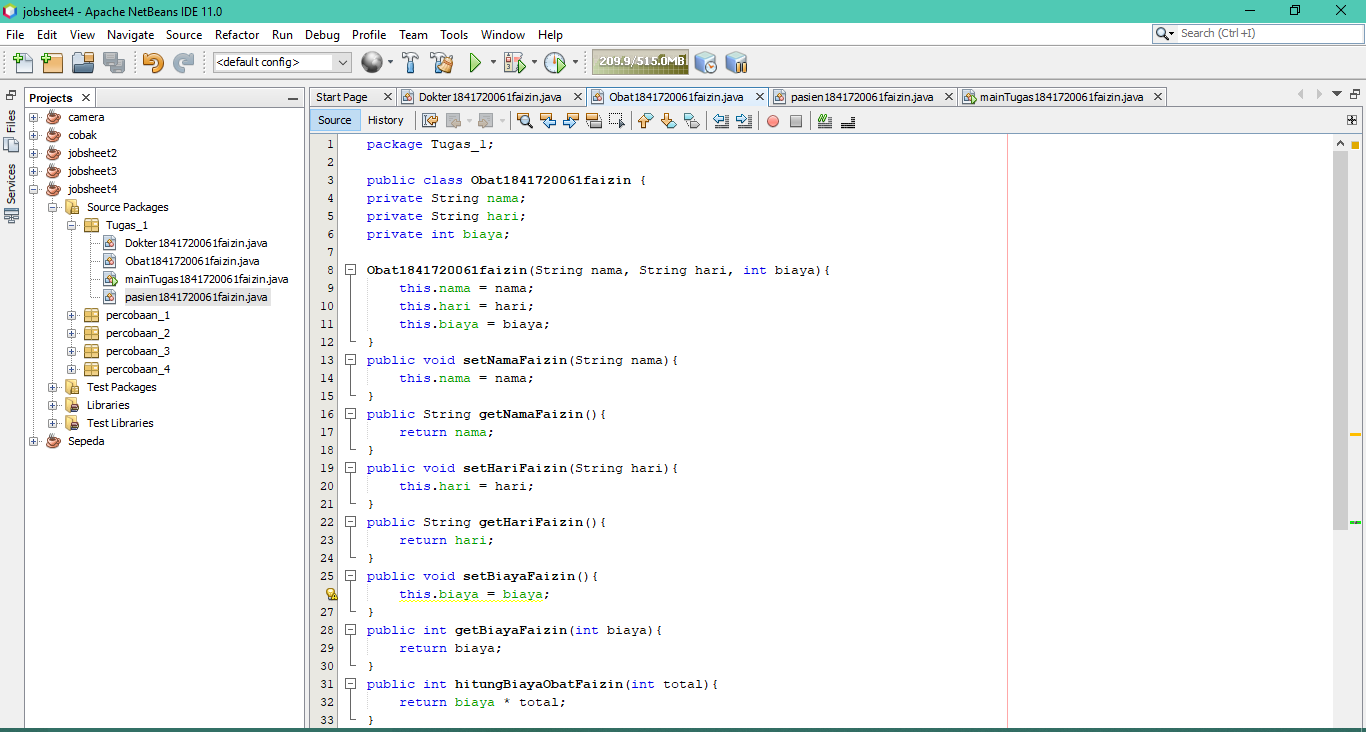 jobsheet4 - Apache NetBeans IDE 11.0
File Edit View Navigate Source Refactor Run Debug Profile Team Tools Window Help
Search (Ctrl+I)
<default config>
209.9/515.0MB
Files
Services
Projects
camera
cobak
jobsheet2
jobsheet3
jobsheet4
Source Packages
Tugas_1
Dokter1841720061faizin.java
Obat1841720061faizin.java
mainTugas1841720061faizin.java
pasien1841720061faizin.java
percobaan_1
percobaan_2
percobaan_3
percobaan_4
Test Packages
Libraries
Test Libraries
Sepeda
Start Page Dokter1841720061faizin.java Obat1841720061faizin.java pasien1841720061faizin.java mainTugas1841720061faizin.java
Source History
1 package Tugas_1;
2
3 public class Obat1841720061faizin {
4 private String nama;
5 private String hari;
6 private int biaya;
7
8 Obat1841720061faizin(String nama, String hari, int biaya){
9 this.nama = nama;
10 this.hari = hari;
11 this.biaya = biaya;
12 }
13 public void setNamaFaizin(String nama){
14 this.nama = nama;
15 }
16 public String getNamaFaizin(){
17 return nama;
18 }
19 public void setHariFaizin(String hari){
20 this.hari = hari;
21 }
22 public String getHariFaizin(){
23 return hari;
24 }
25 public void setBiayaFaizin(){
this.biaya = biaya;
27 }
28 public int getBiayaFaizin(int biaya){
29 return biaya;
30 }
31 public int hitungBiayaObatFaizin(int total){
32 return biaya * total;
33 }